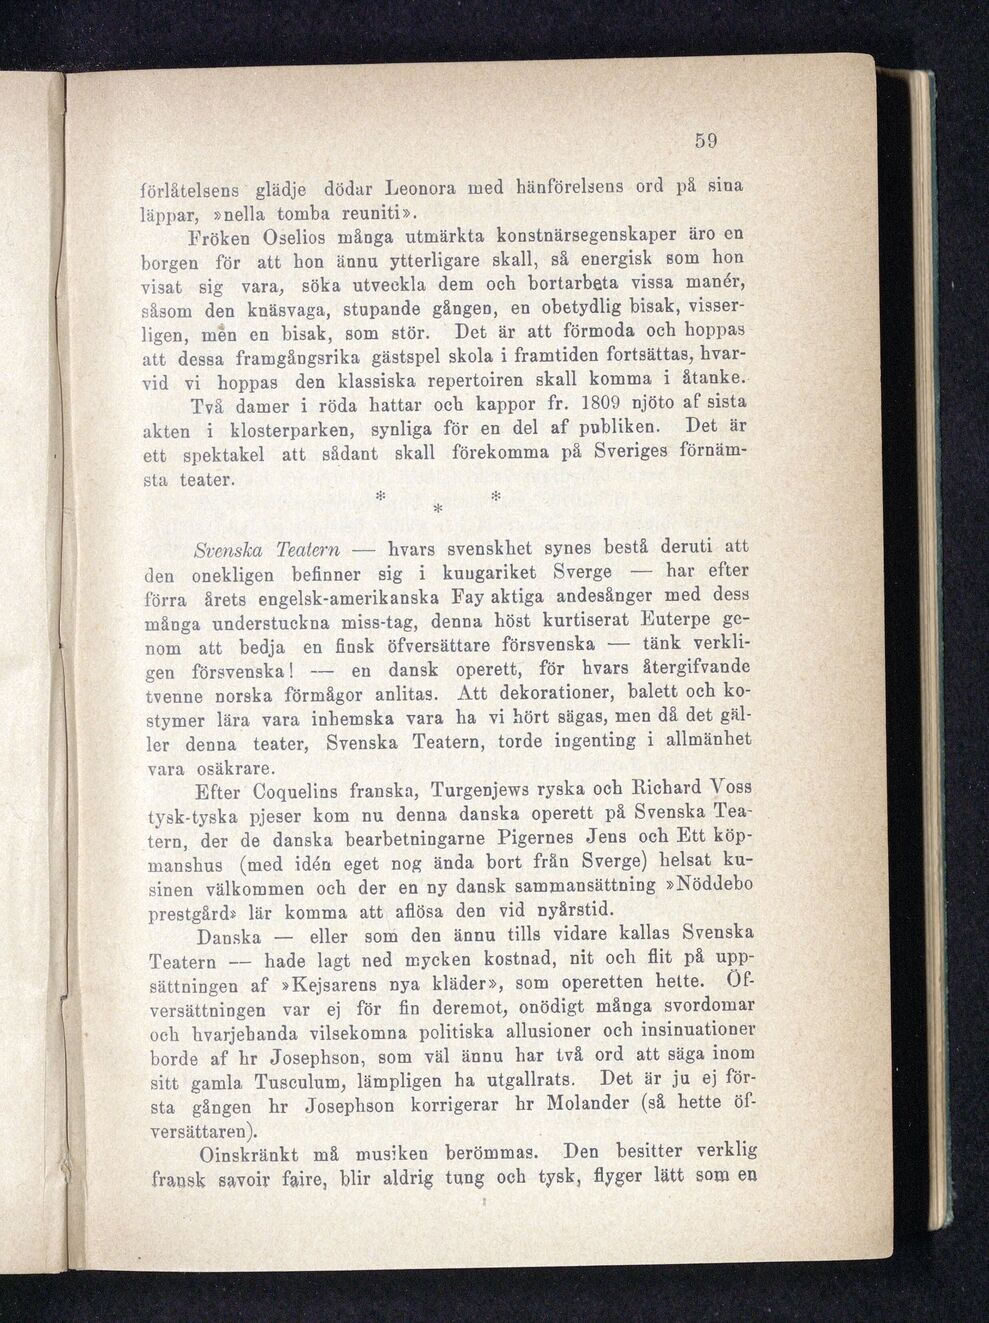 59
förlåtelsens glädje dödar Leonora med hänförelsens ord på sina
läppar, »nella tomba reuniti».
Fröken Oselios många utmärkta konstnärsegenskaper äro en
borgen för att hon ännu ytterligare skall, så energisk som hon
visat sig vara, söka utveckla dem och bortarbeta vissa manér,
såsom den knäsvaga, stupande gången, en obetydlig bisak, visser-
ligen, men en bisak, som stör. Det är att förmoda och hoppas
att dessa framgångsrika gästspel skola i framtiden fortsättas, hvar-
vid vi hoppas den klassiska repertoiren skall komma i åtanke.
Två damer i röda hattar och kappor fr. 1809 njöto af sista
akten i klosterparken, synliga för en del af publiken. Det är
ett spektakel att sådant skall förekomma på Sveriges förnäm-
sta teater.
* *
*
Svenska Teatern — hvars svenskhet synes bestå deruti att
den onekligen befinner sig i kuugariket Sverge — har efter
förra årets engelsk-amerikanska Fay aktiga andesånger med dess
många understuckna miss-tag, denna höst kurtiserat Euterpe ge-
nom att bedja en finsk öfversättare försvenska — tänk verkli-
gen försvenska! — en dansk operett, för hvars återgifvande
tvenne norska förmågor anlitas. Att dekorationer, balett och ko-
stymer lära vara inhemska vara ha vi hört sägas, men då det gäl-
ler denna teater, Svenska Teatern, torde ingenting i allmänhet
vara osäkrare.
Efter Coquelins franska, Turgenjews ryska och Richard Voss
tysk-tyska pjeser kom nu denna danska operett på Svenska Tea-
tern, der de danska bearbetningarne Pigernes Jens och Ett köp-
manshus (med idén eget nog ända bort från Sverge) helsat ku-
sinen välkommen och der en ny dansk sammansättning »Nöddebo
prestgård» lär komma att aflösa den vid nyårstid.
Danska — eller som den ännu tills vidare kallas Svenska
Teatern — hade lagt ned mycken kostnad, nit och flit på upp-
sättningen af »Kejsarens nya kläder», som operetten hette. Öf-
versättningen var ej för fin deremot, onödigt många svordomar
och hvarjehanda vilsekomna politiska allusioner och insinuationer
borde af hr Josephson, som väl ännu har två ord att säga inom
sitt gamla Tusculum, lämpligen ha utgallrats. Det är ju ej för-
sta gången hr Josephson korrigerar hr Molander (så hette öf-
versättaren).
Oinskränkt må musiken berömmas. Den besitter verklig
fransk savoir faire, blir aldrig tung och tysk, flyger lätt som en